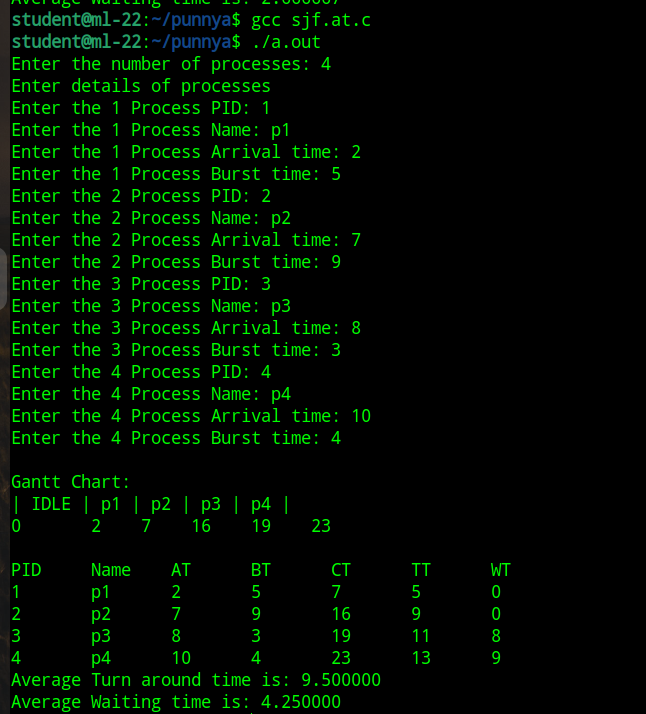 Average Waiting time is: 2.666667
student@ml-22:~/punnya$ gcc sjf.at.c
student@ml-22:~/punnya$ ./a.out
Enter the number of processes: 4
Enter details of processes
Enter the 1 Process PID: 1
Enter the 1 Process Name: p1
Enter the 1 Process Arrival time: 2
Enter the 1 Process Burst time: 5
Enter the 2 Process PID: 2
Enter the 2 Process Name: p2
Enter the 2 Process Arrival time: 7
Enter the 2 Process Burst time: 9
Enter the 3 Process PID: 3
Enter the 3 Process Name: p3
Enter the 3 Process Arrival time: 8
Enter the 3 Process Burst time: 3
Enter the 4 Process PID: 4
Enter the 4 Process Name: p4
Enter the 4 Process Arrival time: 10
Enter the 4 Process Burst time: 4
Gantt Chart:
| IDLE | p1 | p2 | p3 | p4 |
0 2 7 16 19 23
PID Name AT BT CT TT WT
1 p1 2 5 7 5 0
2 p2 7 9 16 9 0
3 p3 8 3 19 11 8
4 p4 10 4 23 13 9
Average Turn around time is: 9.500000
Average Waiting time is: 4.250000